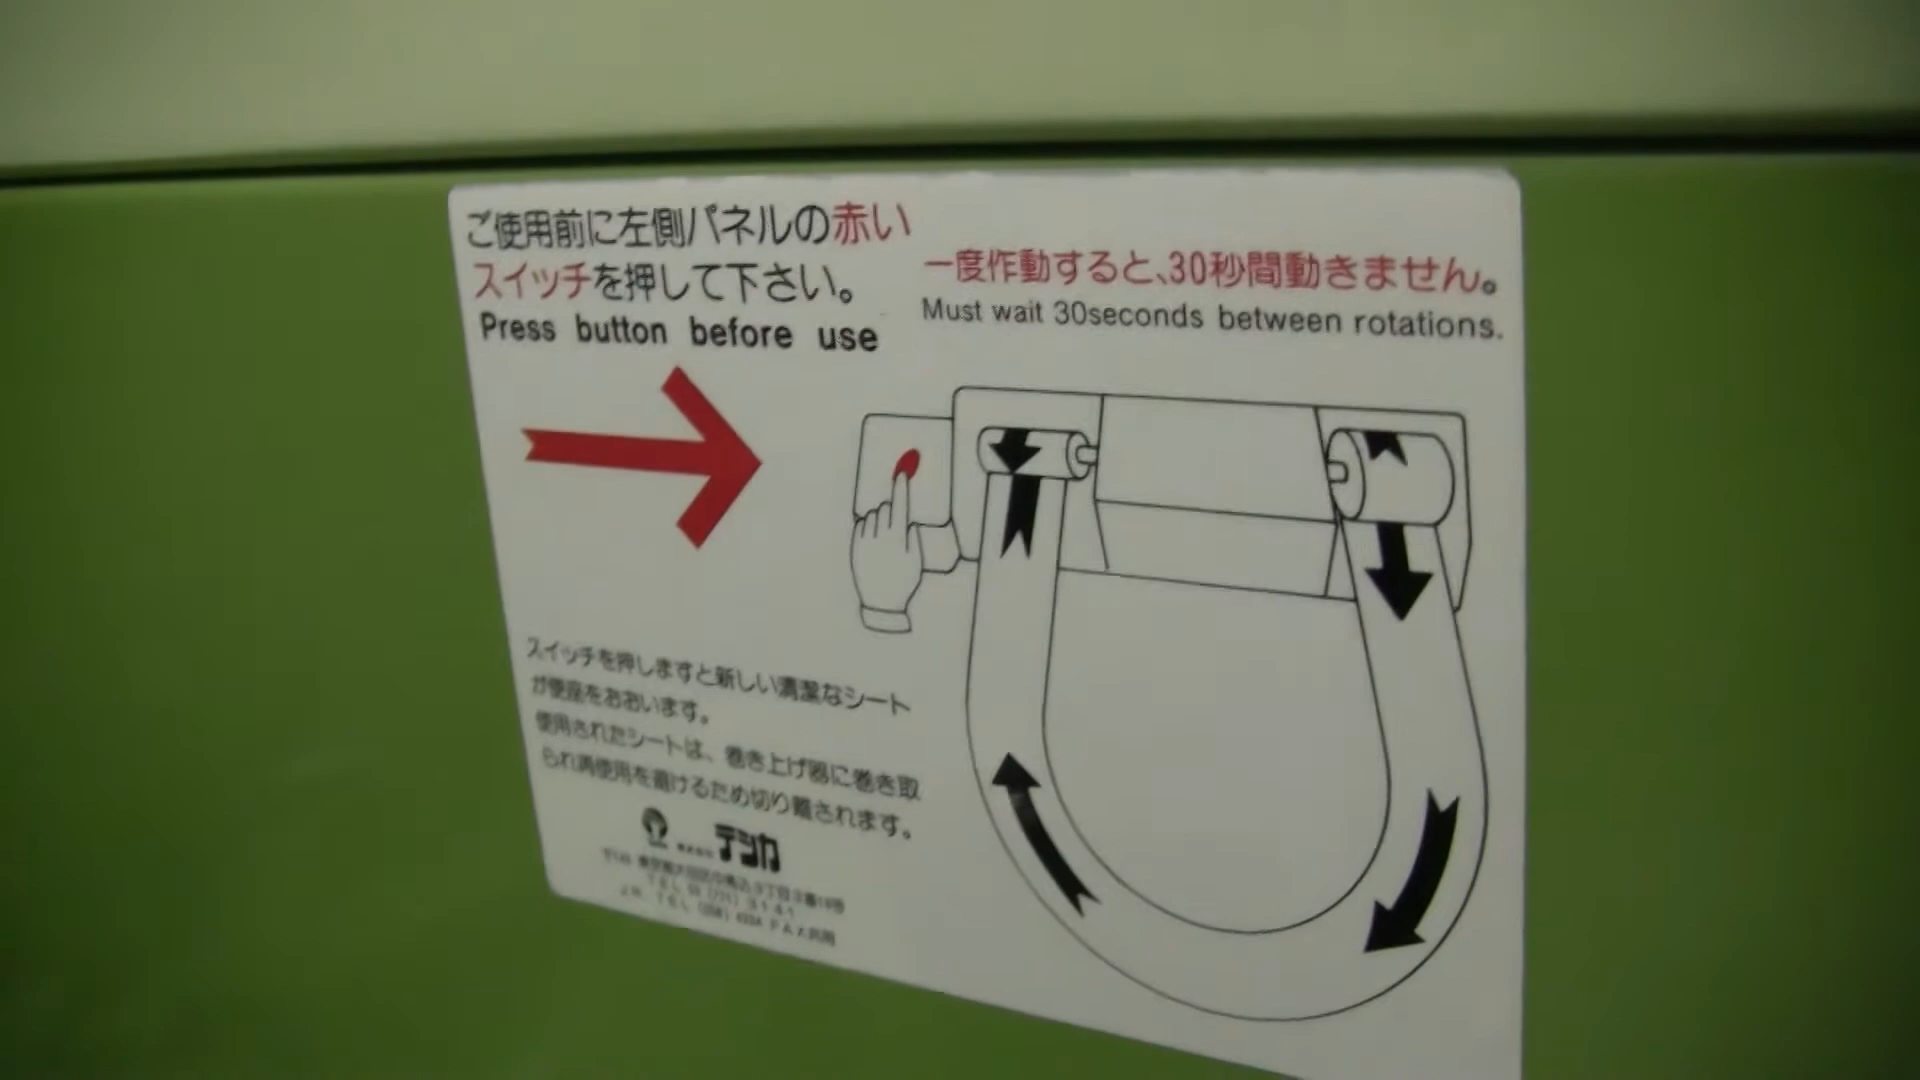 ご使用前に左側パネルの赤い
スイッチを押して下さい。
Press button before use
一度作動すると、30秒間動きません。
Must wait 30seconds between rotations.
スイッチを押しますと新しい清潔なシート
が便座をおおいます。
使用されたシートは、巻き上げ器に巻き取
られ再使用を避けるため切り離されます。
株式会社 テシカ